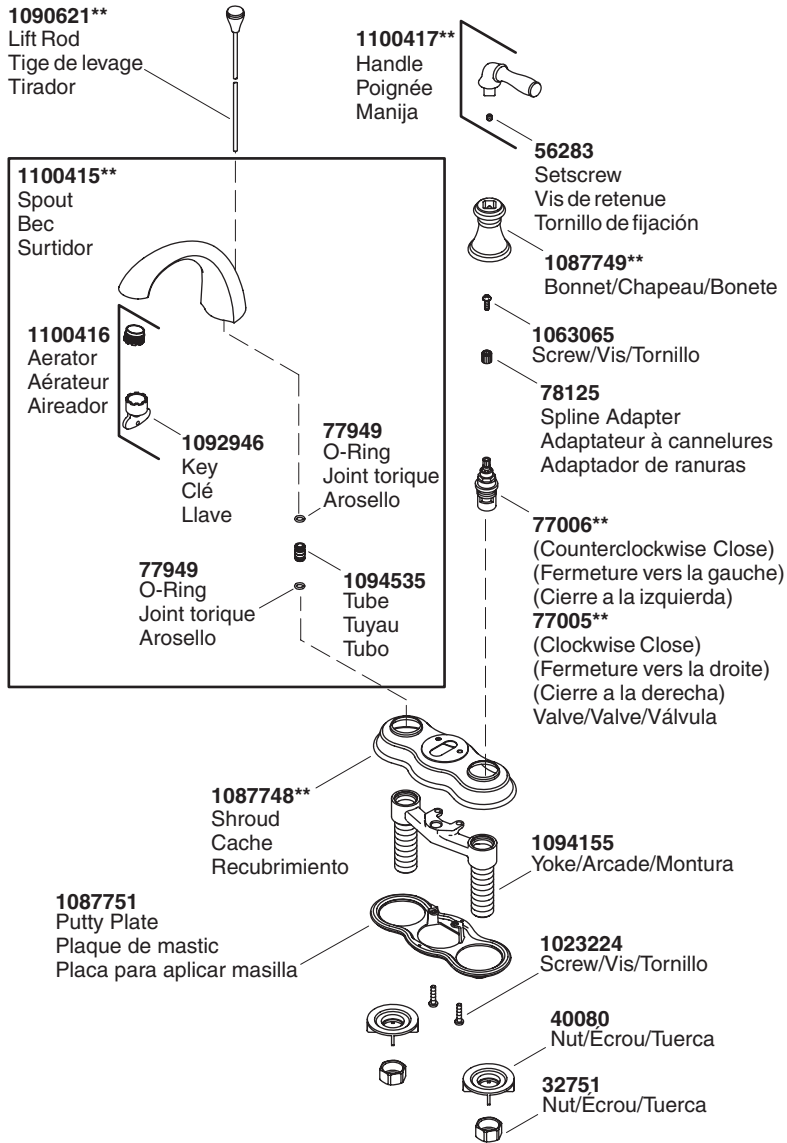 1090621**
Lift Rod
Tige de levage
Tirador
1100417**
Handle
Poignée
Manija
56283
Setscrew
Vis de retenue
Tornillo de fijación
1100415**
Spout
Bec
Surtidor
1087749**
Bonnet/Chapeau/Bonete
1100416
Aerator
Aérateur
Aireador
1063065
Screw/Vis/Tornillo
78125
Spline Adapter
Adaptateur à cannelures
Adaptador de ranuras
1092946
Key
Clé
Llave
77949
O-Ring
Joint torique
Arosello
77006**
(Counterclockwise Close)
(Fermeture vers la gauche)
(Cierre a la izquierda)
77005**
(Clockwise Close)
(Fermeture vers la droite)
(Cierre a la derecha)
Valve/Valve/Válvula
77949
O-Ring
Joint torique
Arosello
1094535
Tube
Tuyau
Tubo
1087748**
Shroud
Cache
Recubrimiento
1094155
Yoke/Arcade/Montura
1087751
Putty Plate
Plaque de mastic
Placa para aplicar masilla
1023224
Screw/Vis/Tornillo
40080
Nut/Écrou/Tuerca
32751
Nut/Écrou/Tuerca